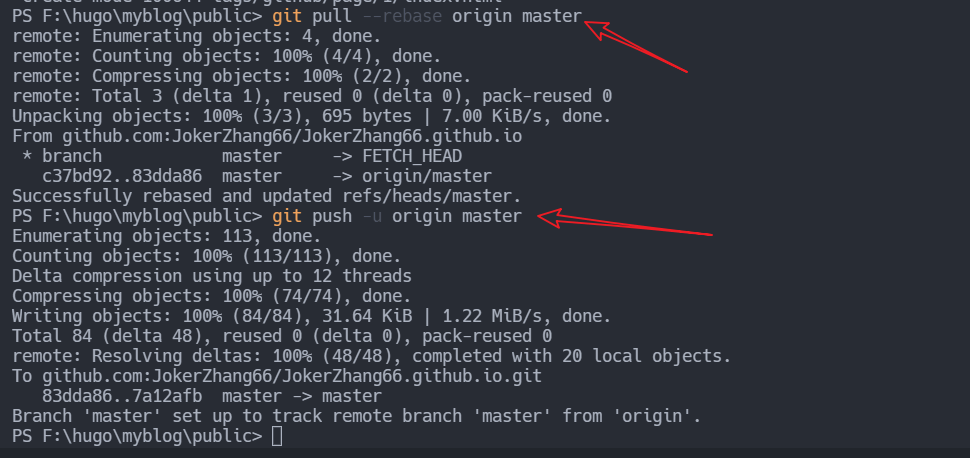 PS F:\hugo\myblog\public> git pull --rebase origin master
remote: Enumerating objects: 4, done.
remote: Counting objects: 100% (4/4), done.
remote: Compressing objects: 100% (2/2), done.
remote: Total 3 (delta 1), reused 0 (delta 0), pack-reused 0
Unpacking objects: 100% (3/3), 695 bytes | 7.00 KiB/s, done.
From github.com:JokerZhang66/JokerZhang66.github.io
 * branch            master     -> FETCH_HEAD
   c37bd92..83dda86  master     -> origin/master
Successfully rebased and updated refs/heads/master.
PS F:\hugo\myblog\public> git push -u origin master
Enumerating objects: 113, done.
Counting objects: 100% (113/113), done.
Delta compression using up to 12 threads
Compressing objects: 100% (74/74), done.
Writing objects: 100% (84/84), 31.64 KiB | 1.22 MiB/s, done.
Total 84 (delta 48), reused 0 (delta 0), pack-reused 0
remote: Resolving deltas: 100% (48/48), completed with 20 local objects.
To github.com:JokerZhang66/JokerZhang66.github.io.git
   83dda86..7a12afb  master -> master
Branch 'master' set up to track remote branch 'master' from 'origin'.
PS F:\hugo\myblog\public>